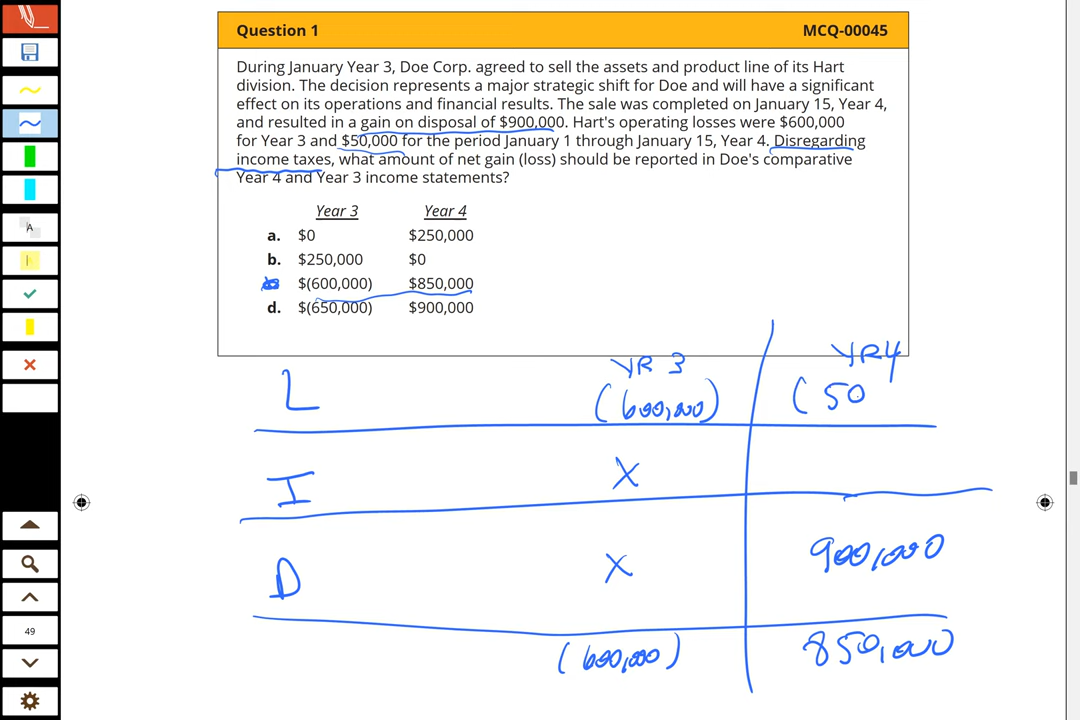 Question 1 MCQ-00045
During January Year 3, Doe Corp. agreed to sell the assets and product line of its Hart
division. The decision represents a major strategic shift for Doe and will have a significant
effect on its operations and financial results. The sale was completed on January 15, Year 4,
and resulted in a gain on disposal of $900,000. Hart's operating losses were $600,000
for Year 3 and $50,000 for the period January 1 through January 15, Year 4. Disregarding
income taxes, what amount of net gain (loss) should be reported in Doe's comparative
Year 4 and Year 3 income statements?
Year 3 Year 4
a. $0 $250,000
b. $250,000 $0
$(600,000) $850,000
d. $(650,000) $900,000
YR 3 YR4
L (600,000) (50
I X
D X 900,000
(600,000) 850,000
A
49